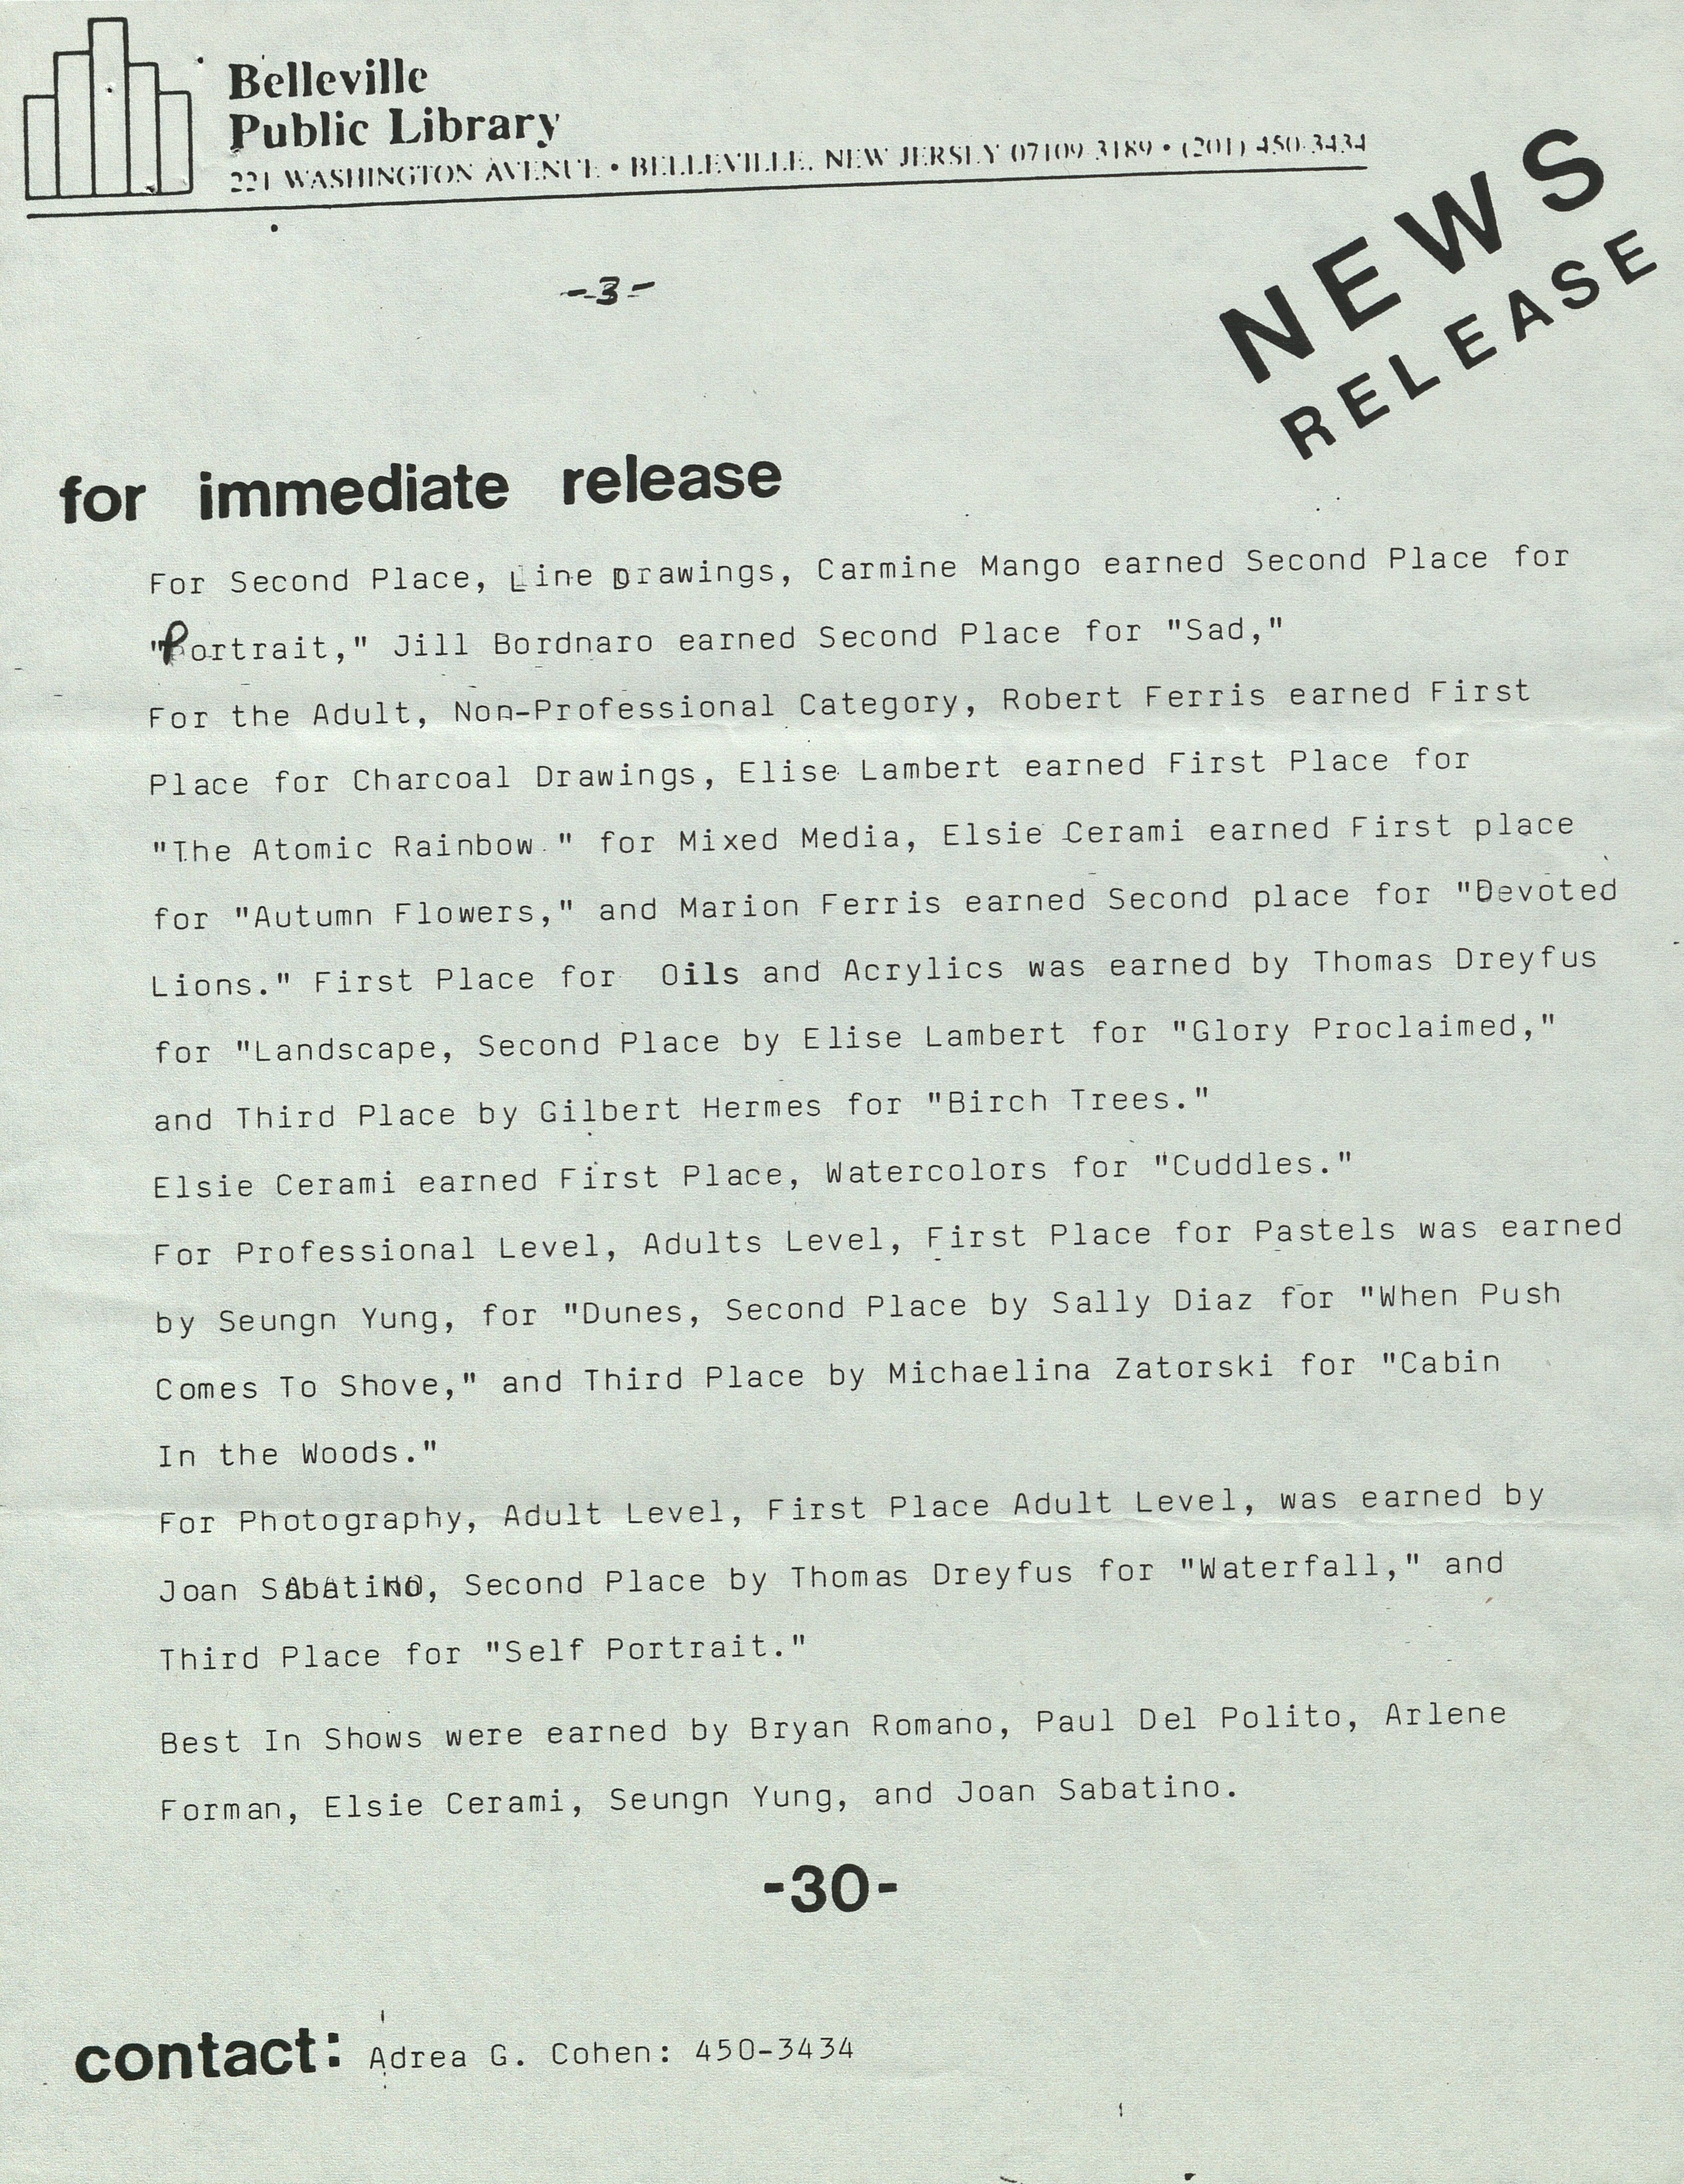 Belleville
Public Library
221 WASHINGTON AVENUE • BELLEVILLE, NEW JERSEY 07109-3189 • (201) 450-3434
NEWS
RELEASE
-3-
for immediate release
For Second Place, Line Drawings, Carmine Mango earned Second Place for
"Portrait," Jill Bordnaro earned Second Place for "Sad,"
For the Adult, Non-Professional Category, Robert Ferris earned First
Place for Charcoal Drawings, Elise Lambert earned First Place for
"The Atomic Rainbow." for Mixed Media, Elsie Cerami earned First place
for "Autumn Flowers," and Marion Ferris earned Second place for "Devoted
Lions." First Place for Oils and Acrylics was earned by Thomas Dreyfus
for "Landscape, Second Place by Elise Lambert for "Glory Proclaimed,"
and Third Place by Gilbert Hermes for "Birch Trees."
Elsie Cerami earned First Place, Watercolors for "Cuddles."
For Professional Level, Adults Level, First Place for Pastels was earned
by Seungn Yung, for "Dunes, Second Place by Sally Diaz for "When Push
Comes To Shove," and Third Place by Michaelina Zatorski for "Cabin
In the Woods."
For Photography, Adult Level, First Place Adult Level, was earned by
Joan Sabatino, Second Place by Thomas Dreyfus for "Waterfall," and
Third Place for "Self Portrait."
Best In Shows were earned by Bryan Romano, Paul Del Polito, Arlene
Forman, Elsie Cerami, Seungn Yung, and Joan Sabatino.
-30-
contact: Adrea G. Cohen: 450-3434